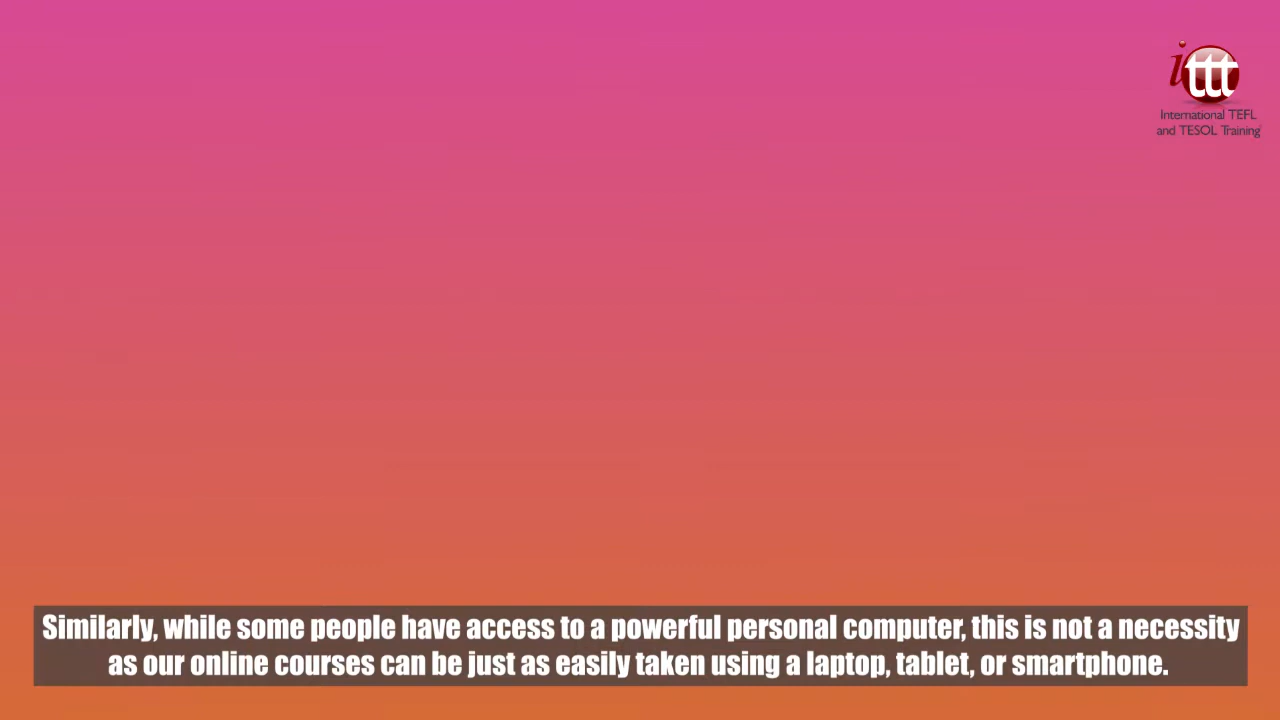 ittt
International TEFL
and TESOL Training
Similarly, while some people have access to a powerful personal computer, this is not a necessity
as our online courses can be just as easily taken using a laptop, tablet, or smartphone.